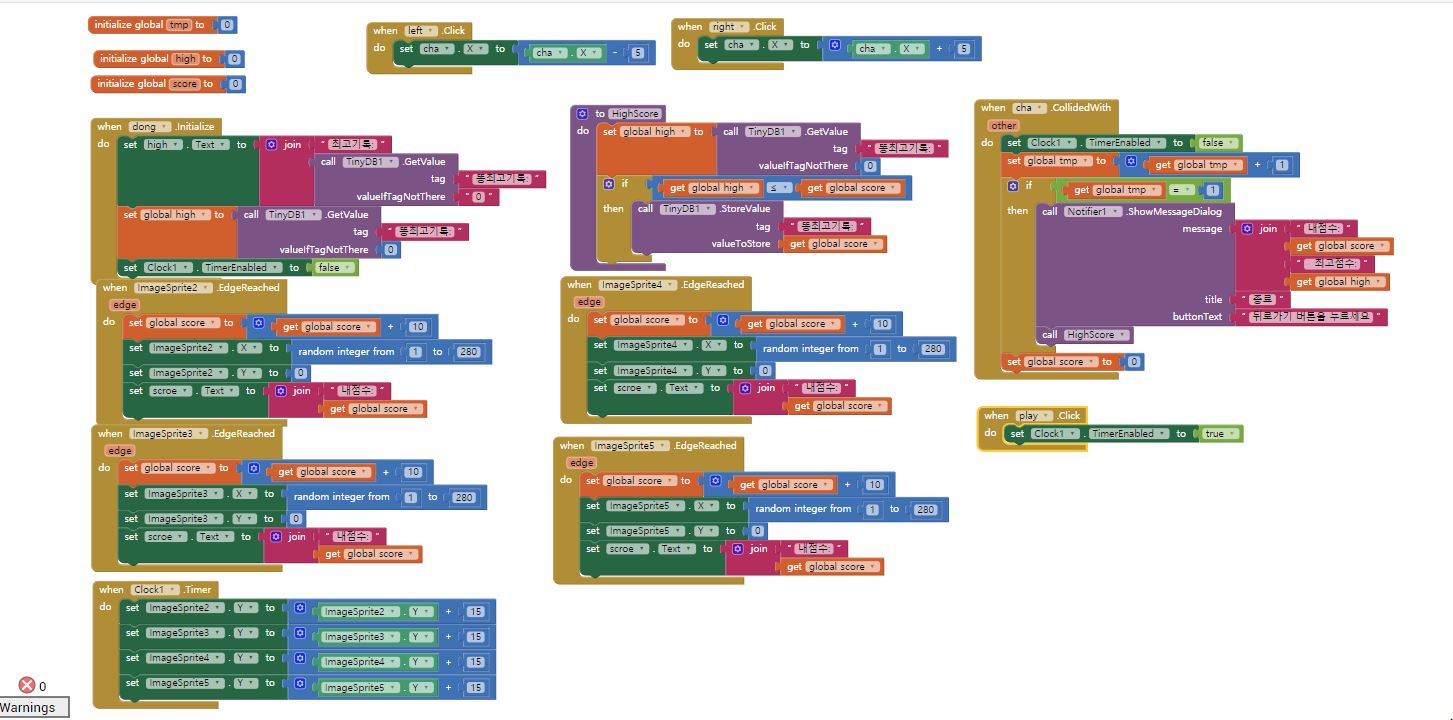 initialize global tmp to 0
initialize global high to 0
initialize global score to 0
when left .Click
do set cha . X to cha . X - 5
when right .Click
do set cha . X to cha . X + 5
when dong .Initialize
do set high . Text to join " 최고기록: "
call TinyDB1 .GetValue
tag " 똥최고기록: "
valueIfTagNotThere " 0 "
set global high to call TinyDB1 .GetValue
tag " 똥최고기록: "
valueIfTagNotThere 0
set Clock1 . TimerEnabled to false
to HighScore
do set global high to call TinyDB1 .GetValue
tag " 똥최고기록: "
valueIfTagNotThere 0
if get global high ≤ get global score
then call TinyDB1 .StoreValue
tag " 똥최고기록: "
valueToStore get global score
when cha .CollidedWith
other
do set Clock1 . TimerEnabled to false
set global tmp to get global tmp + 1
if get global tmp = 1
then call Notifier1 .ShowMessageDialog
message join " 내점수: "
get global score
" 최고점수: "
get global high
title " 종료 "
buttonText " 뒤로가기 버튼을 누르세요 "
call HighScore
set global score to 0
when ImageSprite2 .EdgeReached
edge
do set global score to get global score + 10
set ImageSprite2 . X to random integer from 1 to 280
set ImageSprite2 . Y to 0
set scroe . Text to join " 내점수: "
get global score
when ImageSprite4 .EdgeReached
edge
do set global score to get global score + 10
set ImageSprite4 . X to random integer from 1 to 280
set ImageSprite4 . Y to 0
set scroe . Text to join " 내점수: "
get global score
when play .Click
do set Clock1 . TimerEnabled to true
when ImageSprite3 .EdgeReached
edge
do set global score to get global score + 10
set ImageSprite3 . X to random integer from 1 to 280
set ImageSprite3 . Y to 0
set scroe . Text to join " 내점수: "
get global score
when ImageSprite5 .EdgeReached
edge
do set global score to get global score + 10
set ImageSprite5 . X to random integer from 1 to 280
set ImageSprite5 . Y to 0
set scroe . Text to join " 내점수: "
get global score
when Clock1 .Timer
do set ImageSprite2 . Y to ImageSprite2 . Y + 15
set ImageSprite3 . Y to ImageSprite3 . Y + 15
set ImageSprite4 . Y to ImageSprite4 . Y + 15
set ImageSprite5 . Y to ImageSprite5 . Y + 15
0
Warnings